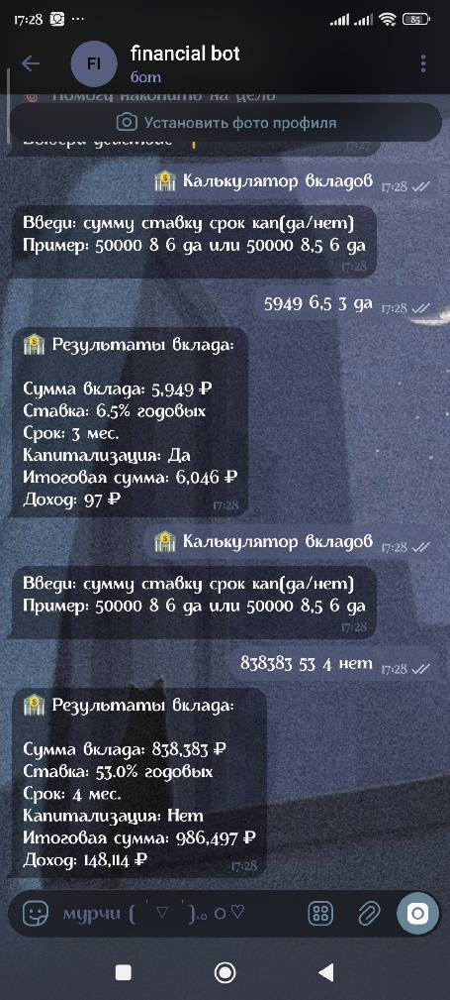 17:28
85
FI
financial bot
бот
Помогу накопить на цель
Установить фото профиля
Выбери действие
17:27
Калькулятор вкладов 17:28
Введи: сумму ставку срок кап(да/нет)
Пример: 50000 8 6 да или 50000 8,5 6 да
17:28
5949 6,5 3 да 17:28
Результаты вклада:
Сумма вклада: 5,949 ₽
Ставка: 6.5% годовых
Срок: 3 мес.
Капитализация: Да
Итоговая сумма: 6,046 ₽
Доход: 97 ₽ 17:28
Калькулятор вкладов 17:28
Введи: сумму ставку срок кап(да/нет)
Пример: 50000 8 6 да или 50000 8,5 6 да
17:28
838383 53 4 нет 17:28
Результаты вклада:
Сумма вклада: 838,383 ₽
Ставка: 53.0% годовых
Срок: 4 мес.
Капитализация: Нет
Итоговая сумма: 986,497 ₽
Доход: 148,114 ₽ 17:28
мурчи ( ˙ ▽ ˙ ).｡ o♡